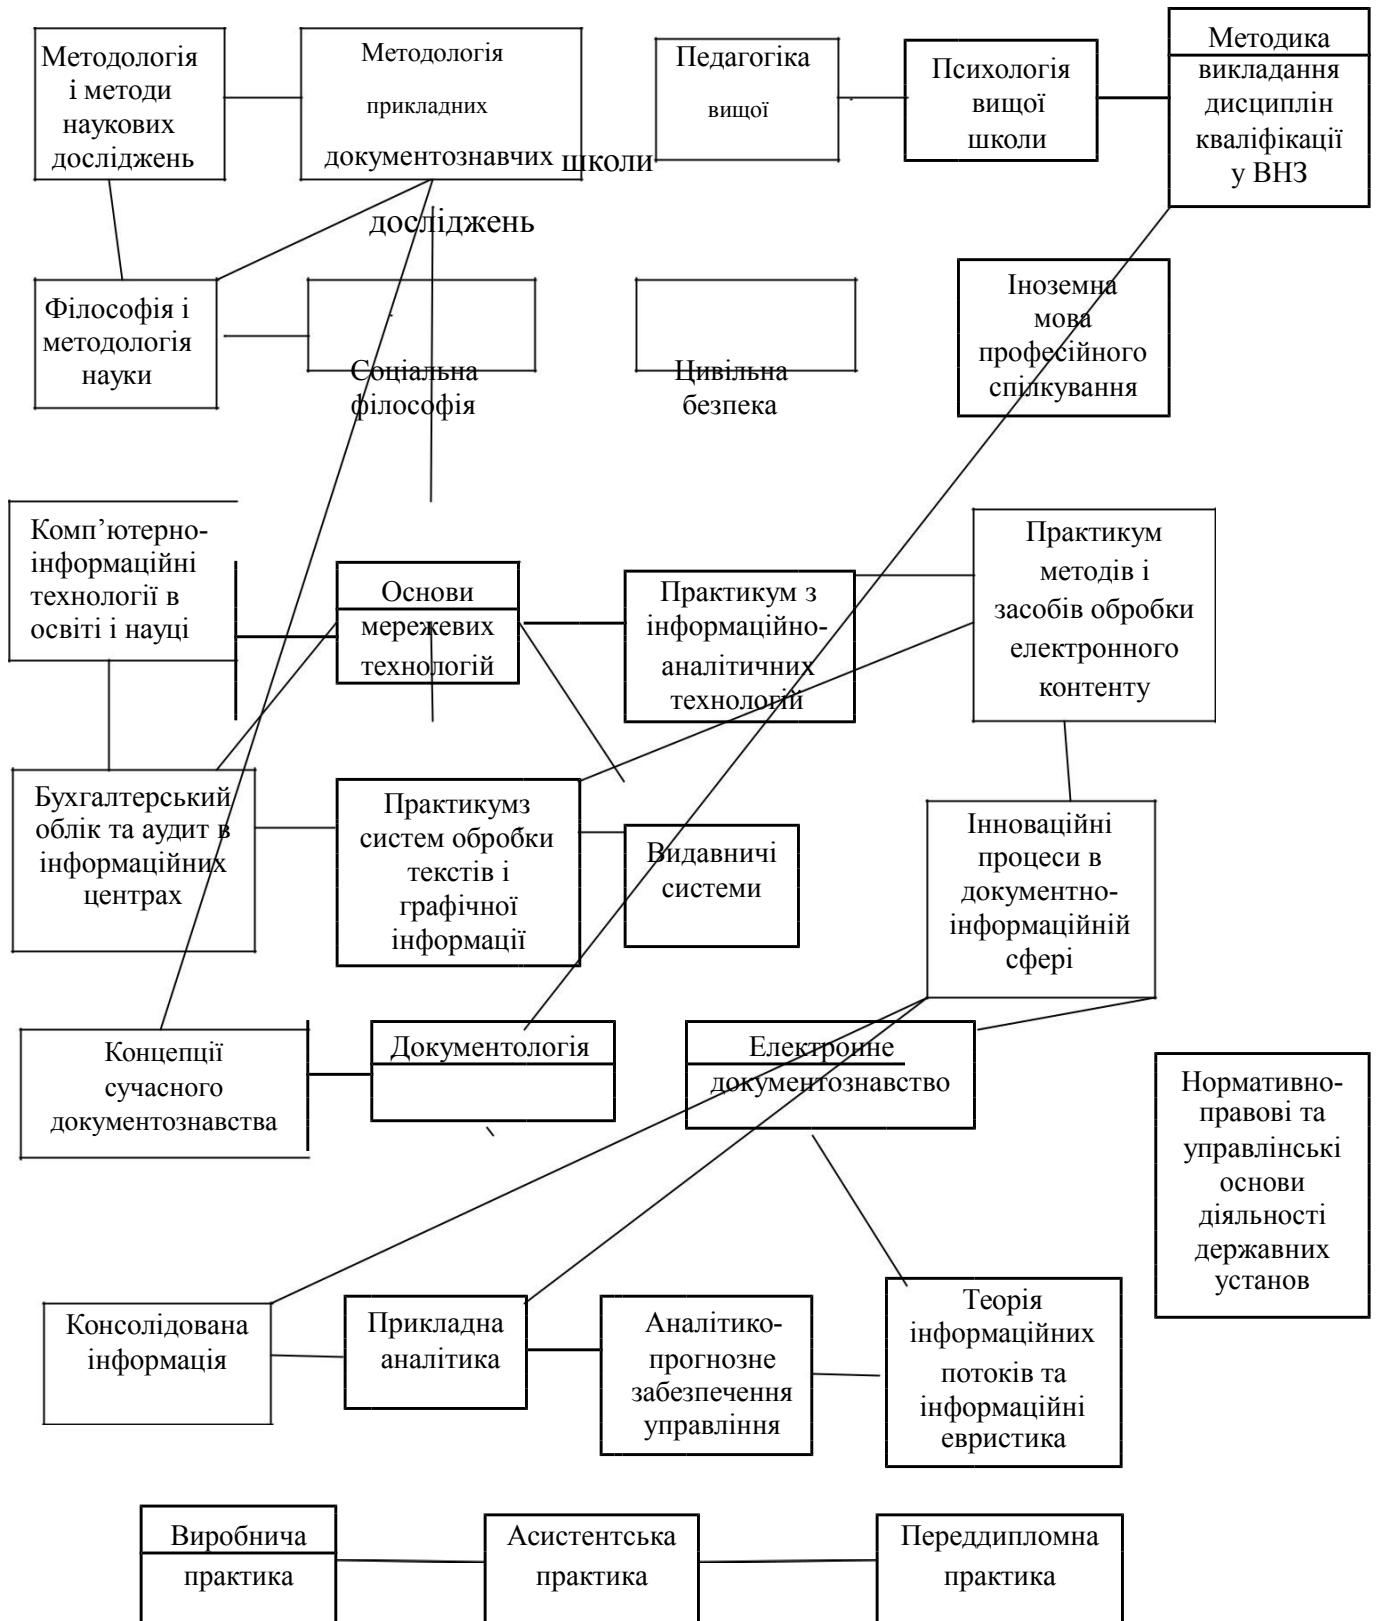 Методологія
і методи
наукових
досліджень
Методологія
прикладних
документознавчих
досліджень
Педагогіка
вищої
школи
Психологія
вищої
школи
Методика
викладання
дисциплін
кваліфікації
у ВНЗ
Філософія і
методологія
науки
Соціальна
філософія
Цивільна
безпека
Іноземна
мова
професійного
спілкування
Комп’ютерно-
інформаційні
технології в
освіті і науці
Основи
мережевих
технологій
Практикум з
інформаційно-
аналітичних
технологій
Практикум
методів і
засобів обробки
електронного
контенту
Бухгалтерський
облік та аудит в
інформаційних
центрах
Практикумз
систем обробки
текстів і
графічної
інформації
Видавничі
системи
Інноваційні
процеси в
документно-
інформаційній
сфері
Концепції
сучасного
документознавства
Документологія
Електронне
документознавство
Нормативно-
правові та
управлінські
основи
діяльності
державних
установ
Консолідована
інформація
Прикладна
аналітика
Аналітико-
прогнозне
забезпечення
управління
Теорія
інформаційних
потоків та
інформаційні
евристика
Виробнича
практика
Асистентська
практика
Переддипломна
практика